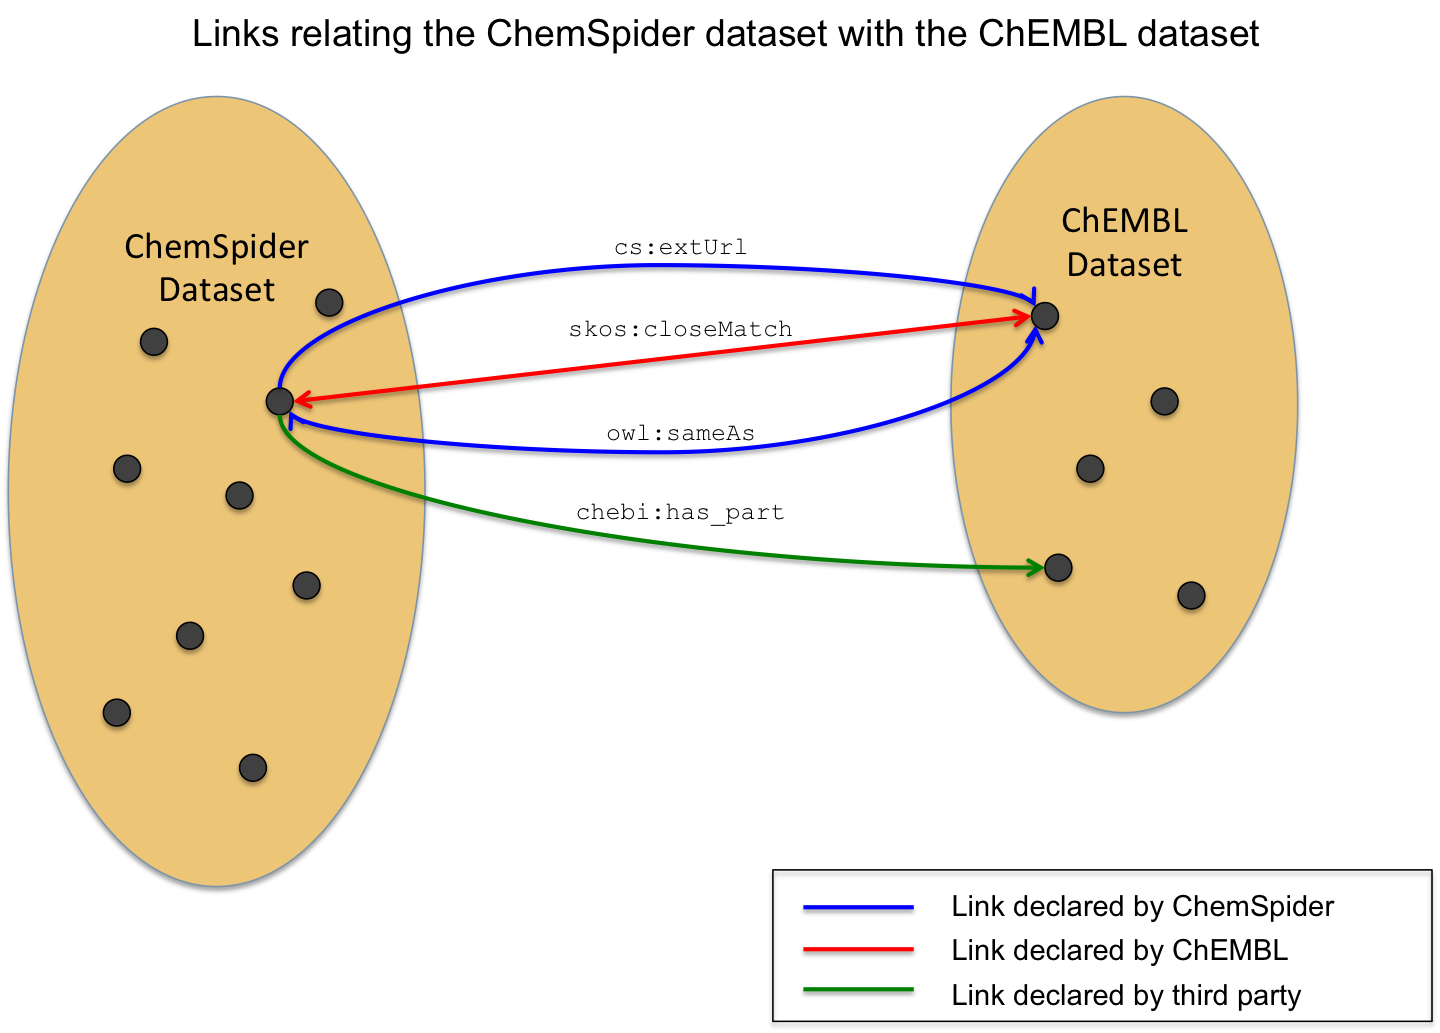 Links relating the ChemSpider dataset with the ChEMBL dataset
ChemSpider
Dataset
ChEMBL
Dataset
cs:extUrl
skos:closeMatch
owl:sameAs
chebi:has_part
Link declared by ChemSpider
Link declared by ChEMBL
Link declared by third party